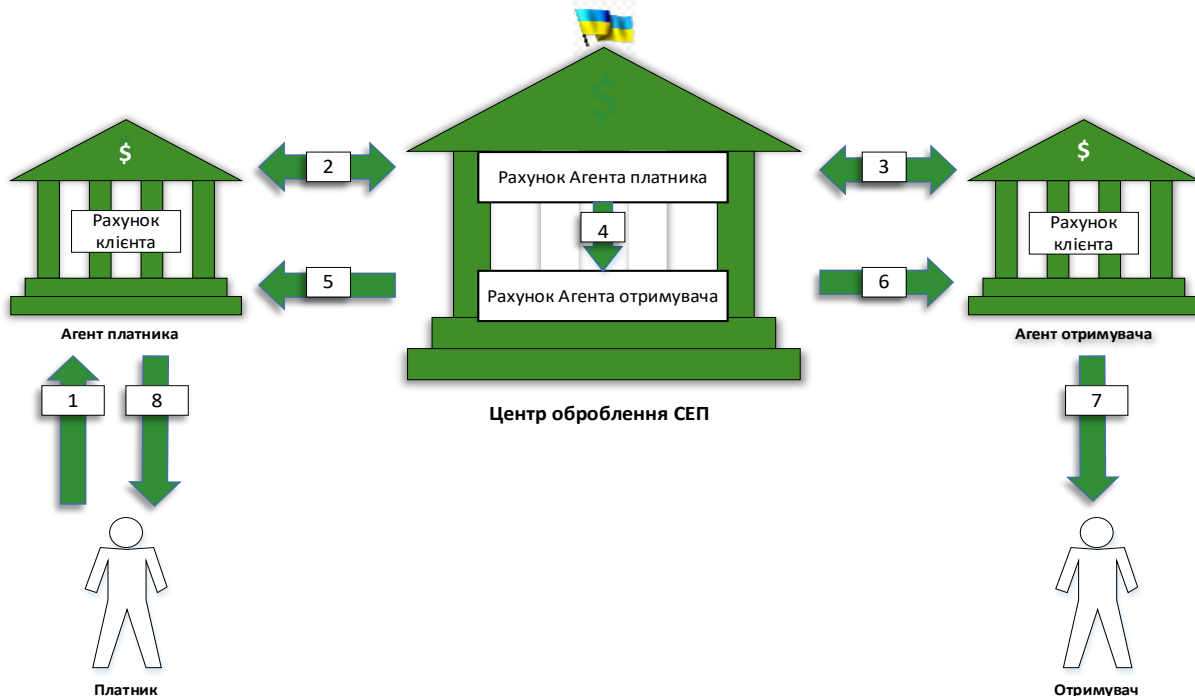 $
Рахунок Агента платника
4
Рахунок Агента отримувача
Центр оброблення СЕП
$
Рахунок
клієнта
Агент платника
2
5
3
6
$
Рахунок
клієнта
Агент отримувача
1
8
7
Платник
Отримувач